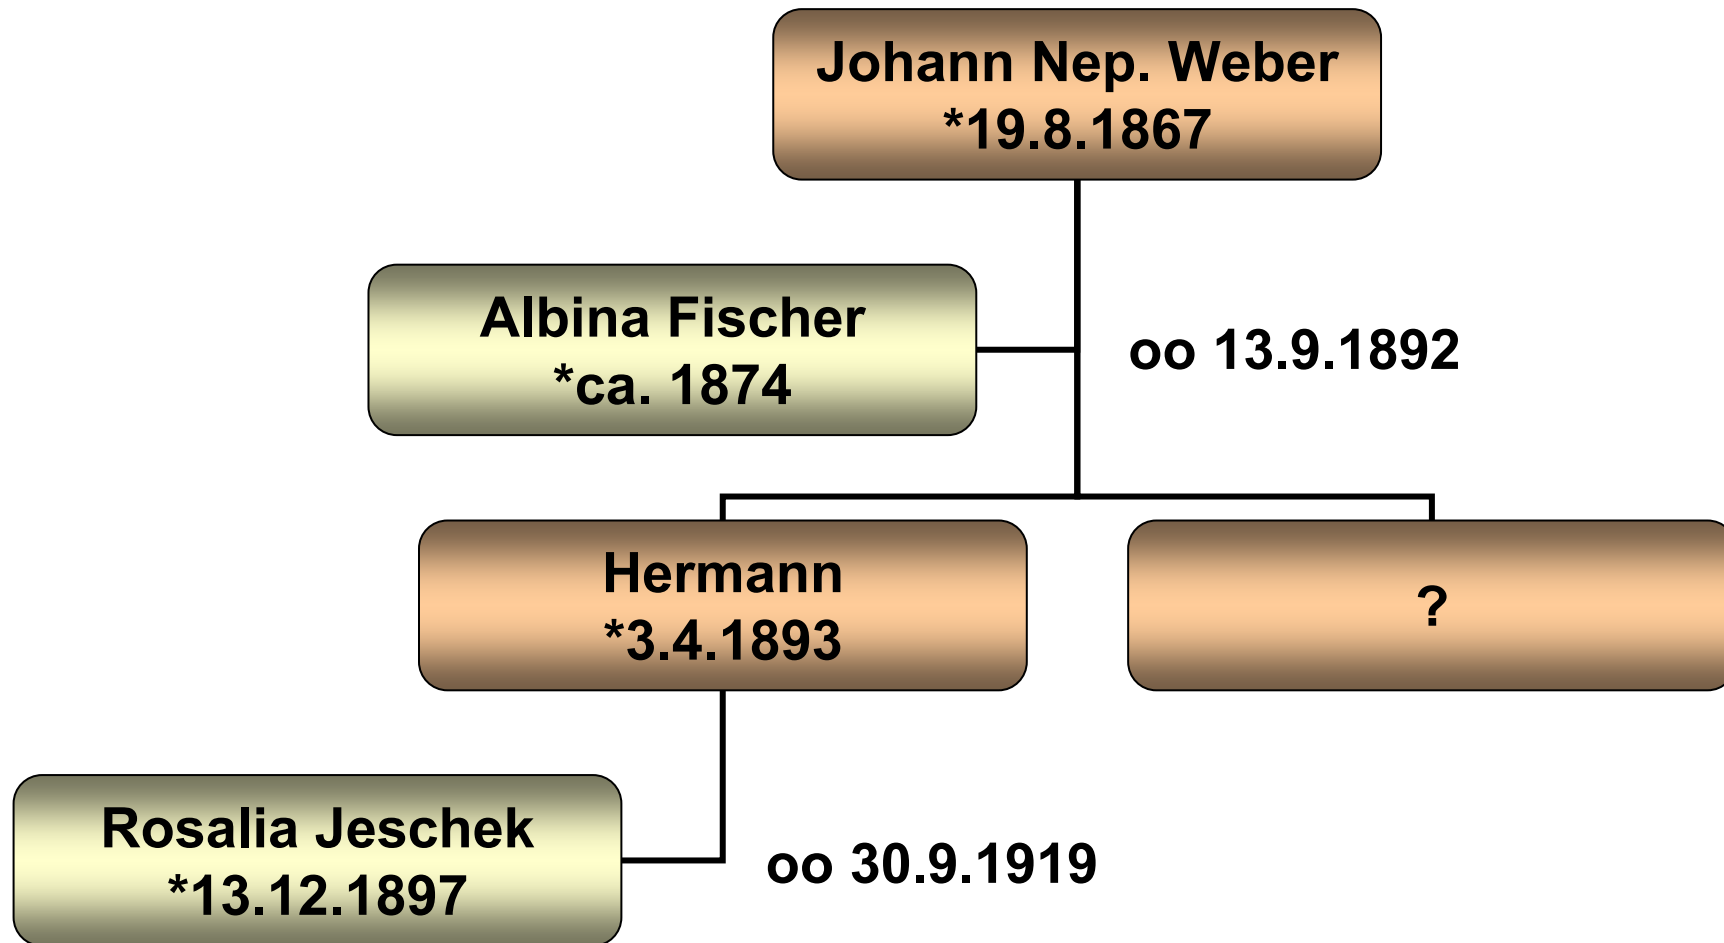 Johann Nep. Weber
*19.8.1867
Albina Fischer
*ca. 1874
oo 13.9.1892
Hermann
*3.4.1893
?
Rosalia Jeschek
*13.12.1897
oo 30.9.1919